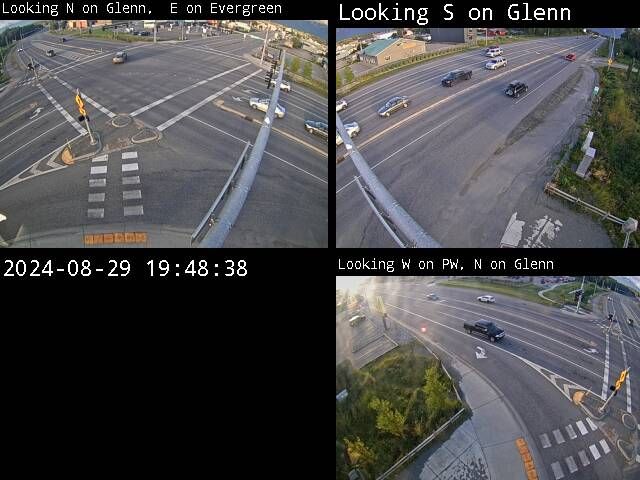 Looking N on Glenn,  E on Evergreen
Looking S on Glenn
2024-08-29 19:48:38
Looking W on PW, N on Glenn